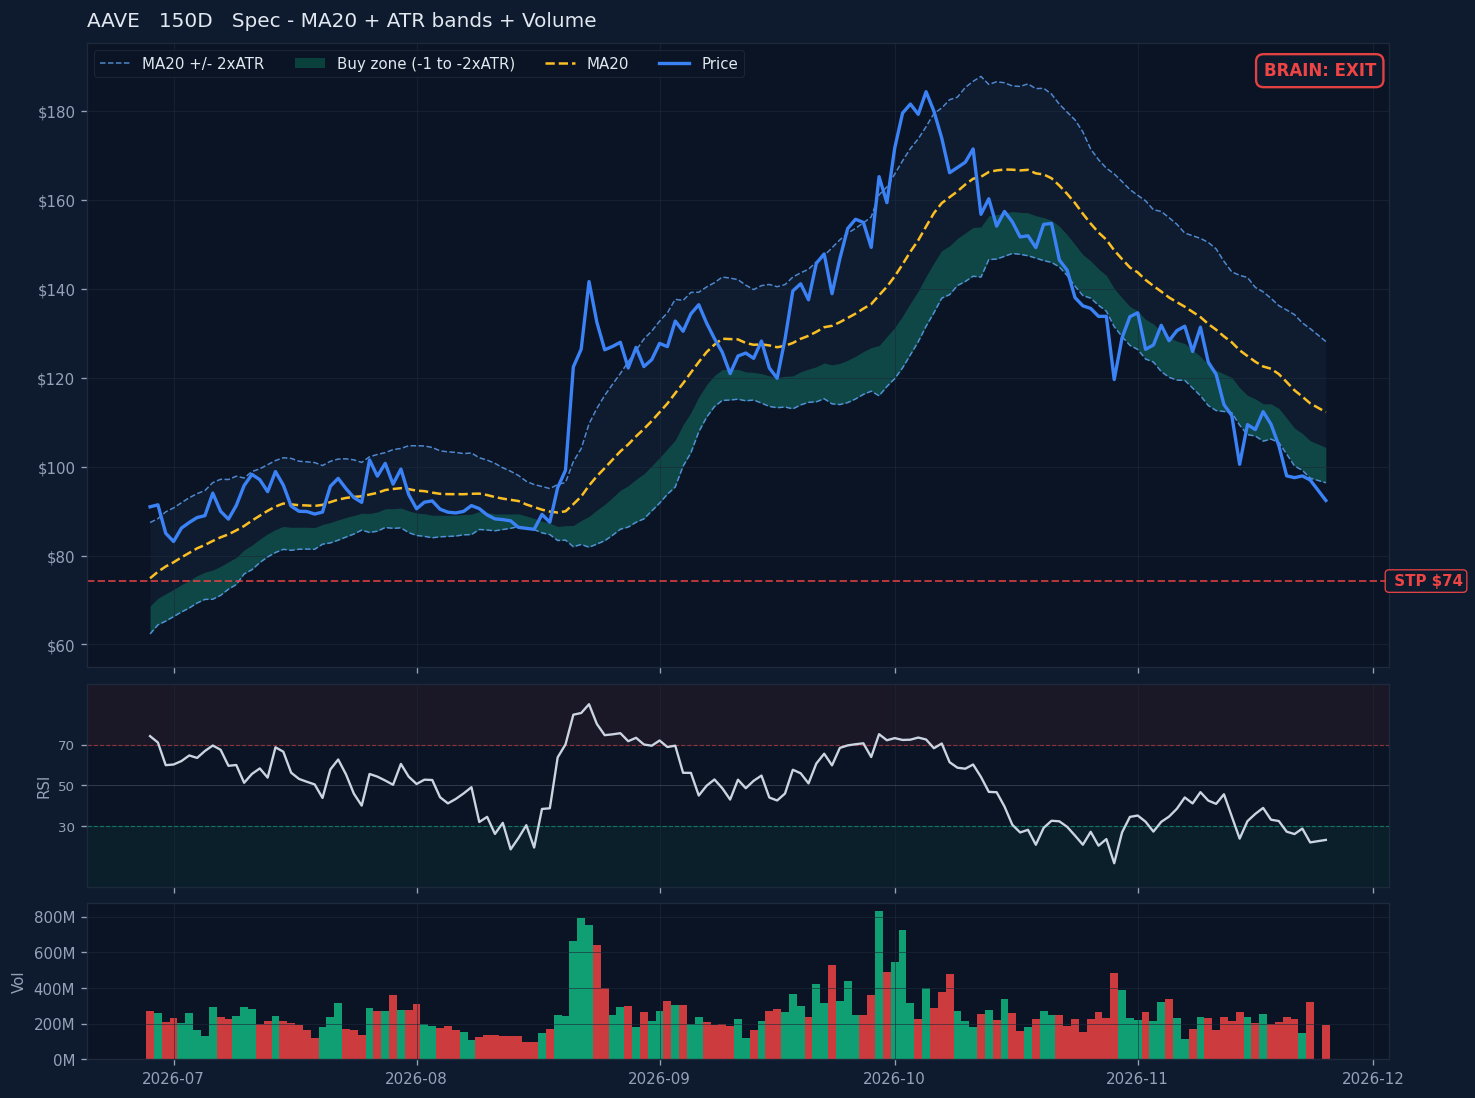 AAVE   150D   Spec - MA20 + ATR bands + Volume
MA20 +/- 2xATR   Buy zone (-1 to -2xATR)   MA20   Price
BRAIN: EXIT
$180
$160
$140
$120
$100
$80
STP $74
$60
70
50
30
RSI
800M
600M
400M
200M
0M
Vol
2026-07   2026-08   2026-09   2026-10   2026-11   2026-12